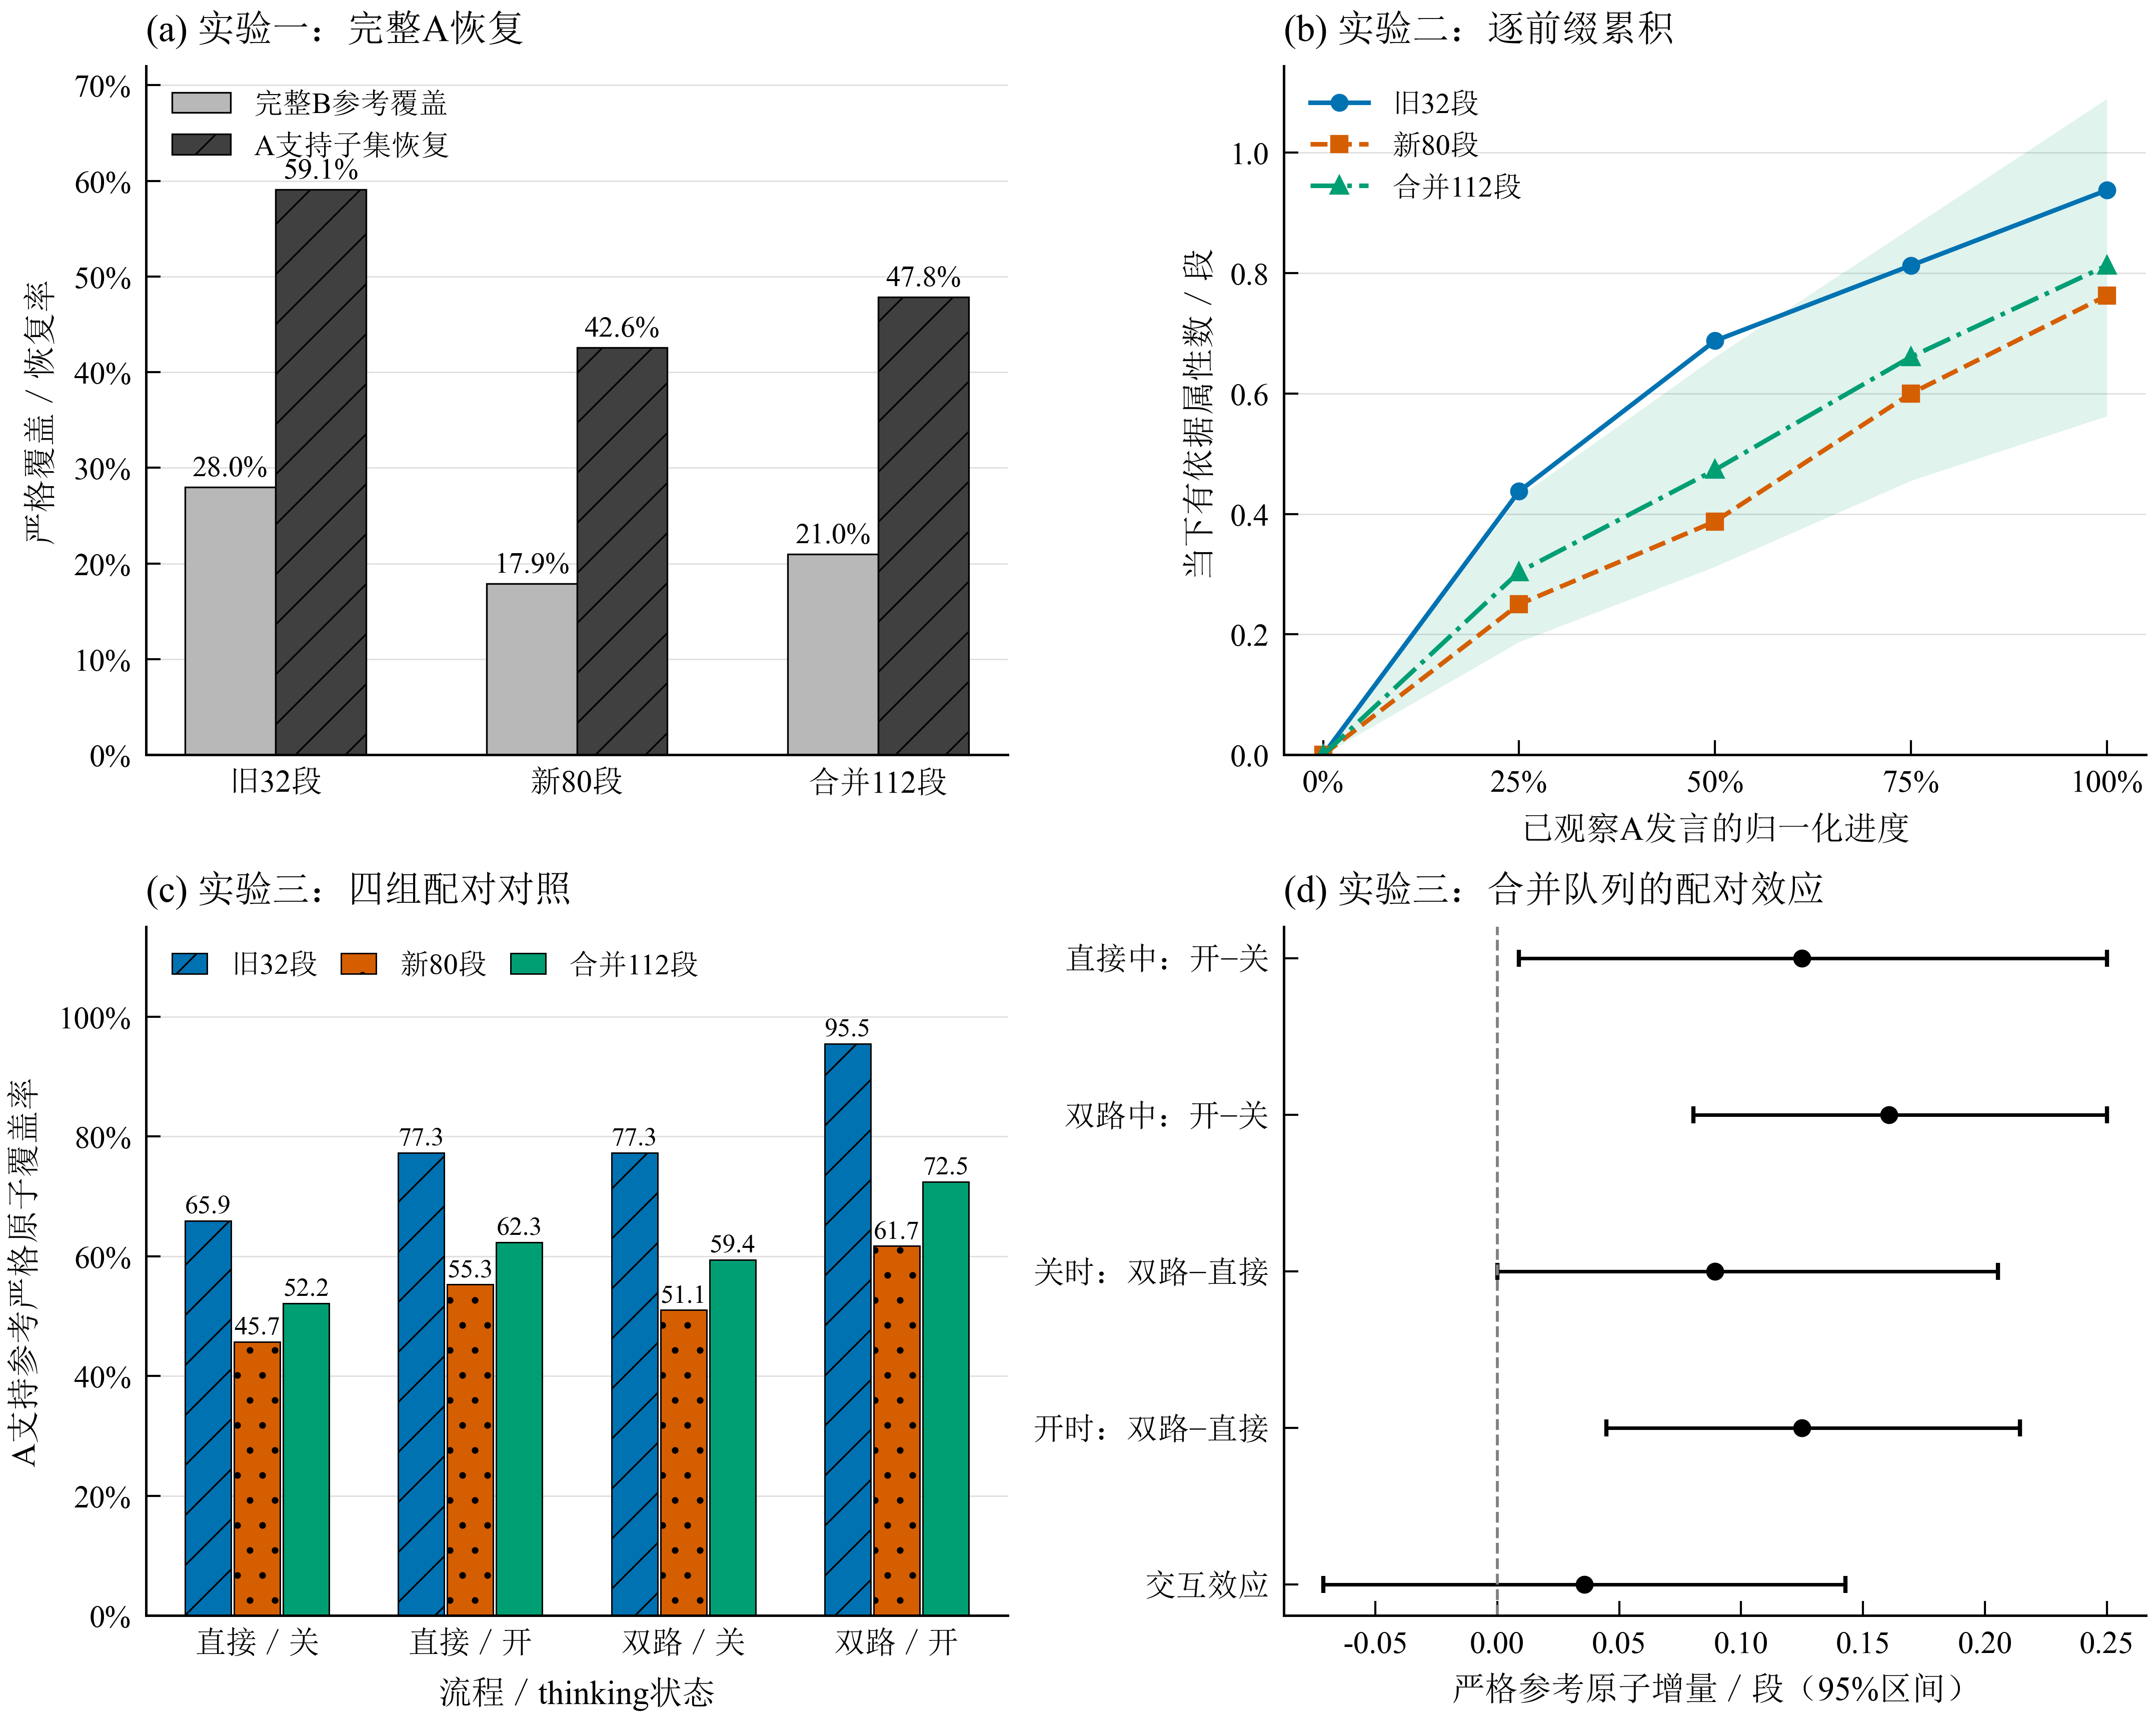 (a) 实验一：完整A恢复
严格覆盖 / 恢复率
70%
60%
50%
40%
30%
20%
10%
0%
完整B参考覆盖
A支持子集恢复
28.0%
59.1%
17.9%
42.6%
21.0%
47.8%
旧32段
新80段
合并112段
(b) 实验二：逐前缀累积
当下有依据属性数 / 段
1.0
0.8
0.6
0.4
0.2
0.0
旧32段
新80段
合并112段
0%
25%
50%
75%
100%
已观察A发言的归一化进度
(c) 实验三：四组配对对照
A支持参考严格原子覆盖率
100%
80%
60%
40%
20%
0%
旧32段
新80段
合并112段
65.9
45.7
52.2
77.3
55.3
62.3
77.3
51.1
59.4
95.5
61.7
72.5
直接 / 关
直接 / 开
双路 / 关
双路 / 开
流程 / thinking状态
(d) 实验三：合并队列的配对效应
直接中：开−关
双路中：开−关
关时：双路−直接
开时：双路−直接
交互效应
-0.05
0.00
0.05
0.10
0.15
0.20
0.25
严格参考原子增量 / 段（95%区间）